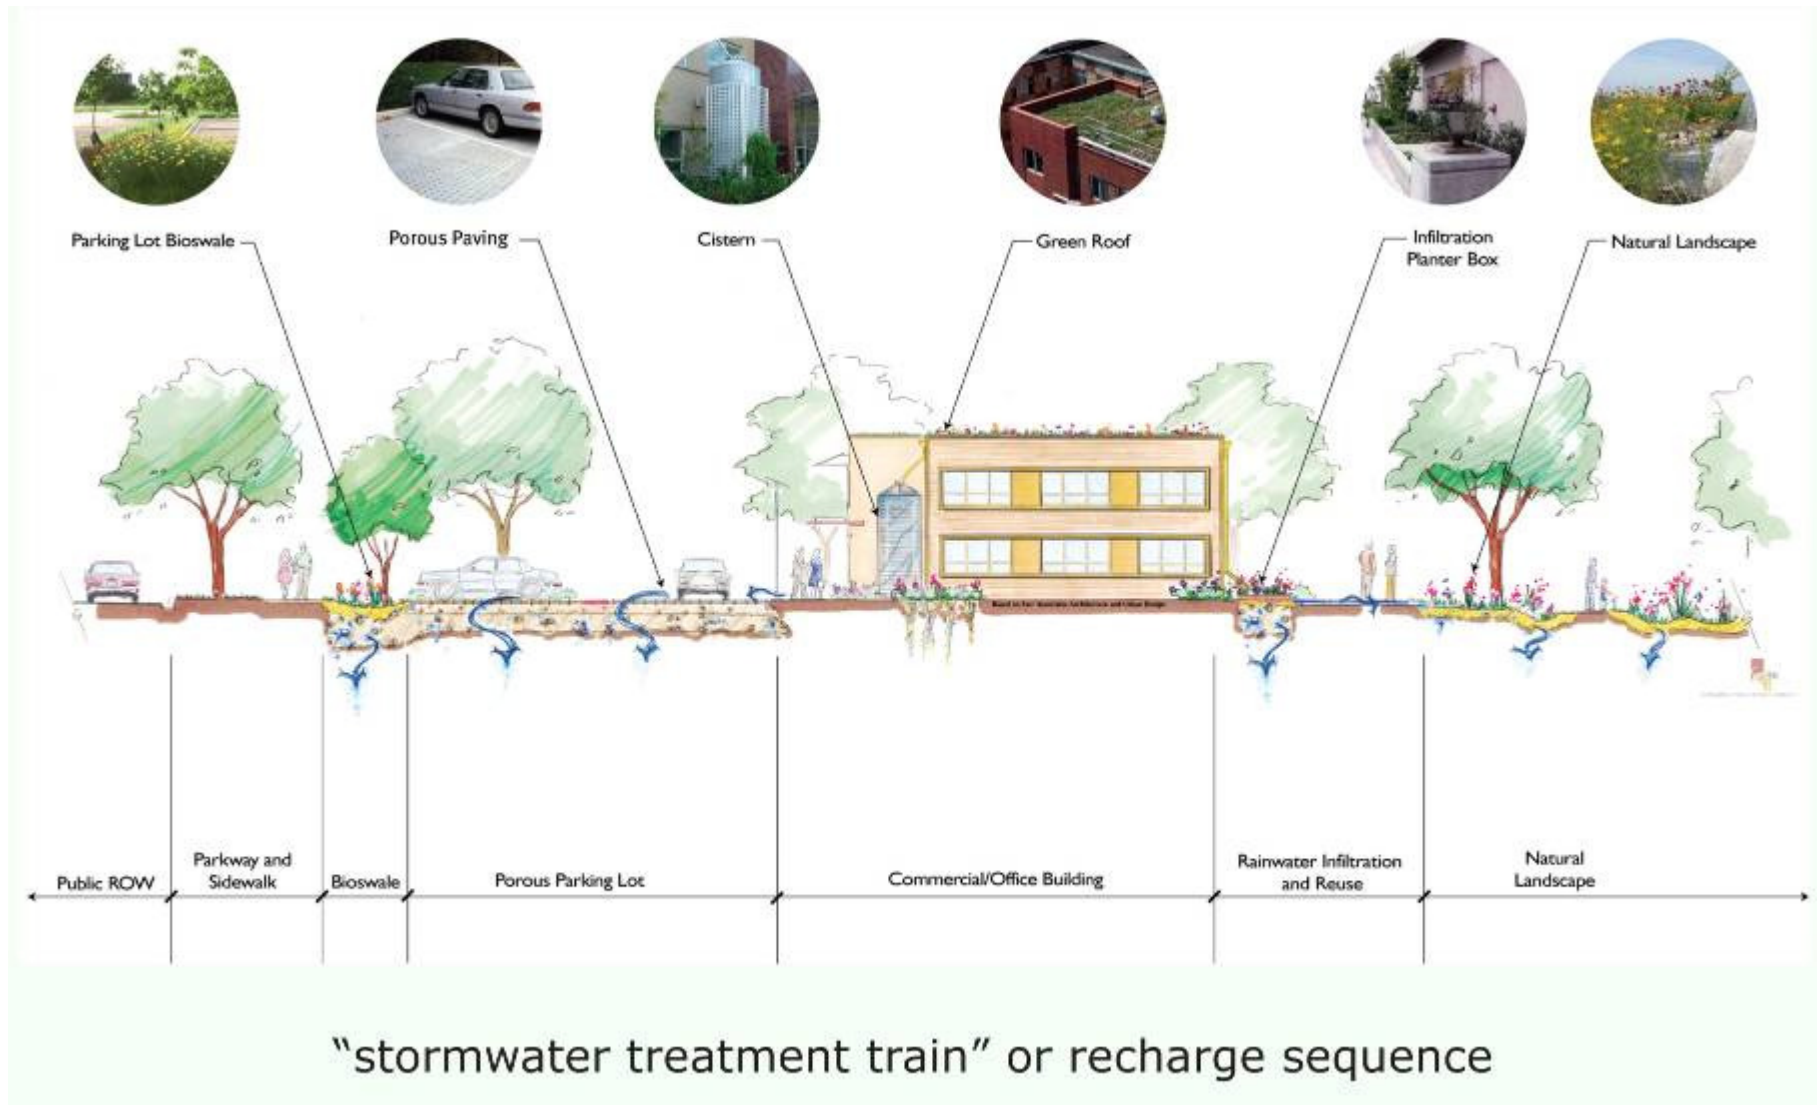 Parking Lot Bioswale
Porous Paving
Cistern
Green Roof
Infiltration
Planter Box
Natural Landscape
Public ROW
Parkway and
Sidewalk
Bioswale
Porous Parking Lot
Commercial/Office Building
Rainwater Infiltration
and Reuse
Natural
Landscape
“stormwater treatment train” or recharge sequence